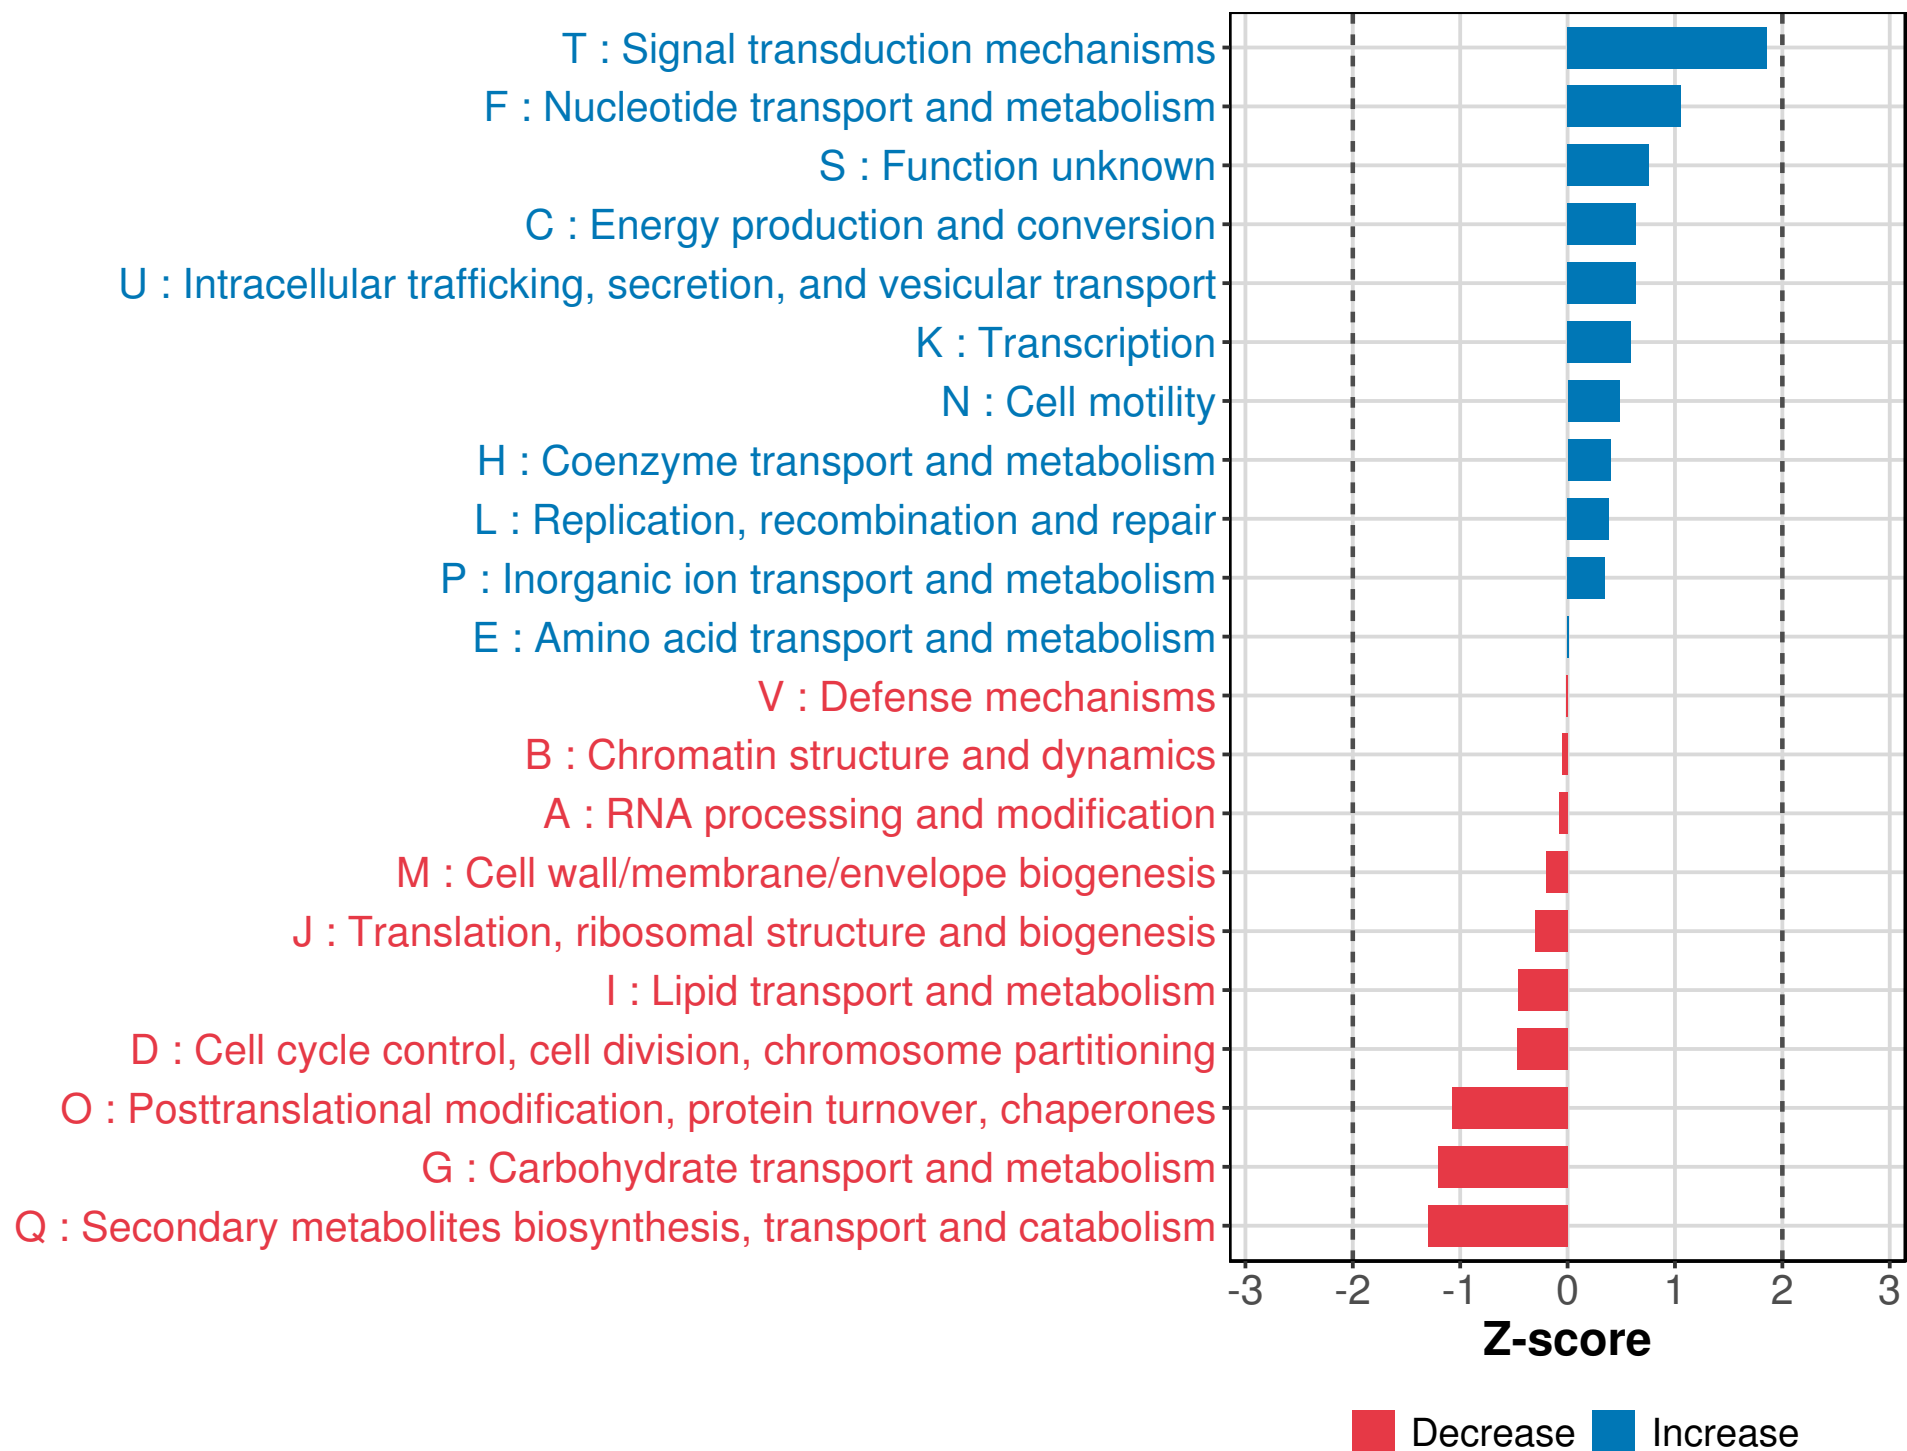 T : Signal transduction mechanisms
F : Nucleotide transport and metabolism
S : Function unknown
C : Energy production and conversion
U : Intracellular trafficking, secretion, and vesicular transport
K : Transcription
N : Cell motility
H : Coenzyme transport and metabolism
L : Replication, recombination and repair
P : Inorganic ion transport and metabolism
E : Amino acid transport and metabolism
V : Defense mechanisms
B : Chromatin structure and dynamics
A : RNA processing and modification
M : Cell wall/membrane/envelope biogenesis
J : Translation, ribosomal structure and biogenesis
I : Lipid transport and metabolism
D : Cell cycle control, cell division, chromosome partitioning
O : Posttranslational modification, protein turnover, chaperones
G : Carbohydrate transport and metabolism
Q : Secondary metabolites biosynthesis, transport and catabolism
-3 -2 -1 0 1 2 3
Z-score
Decrease Increase